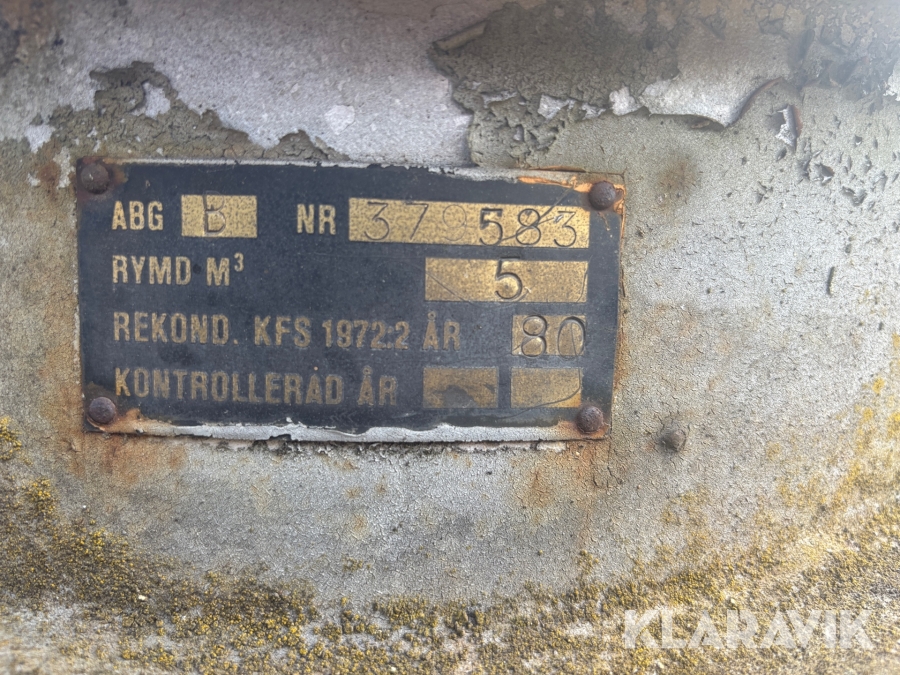 ABG B NR 379583
RYMD M³ 5
REKOND. KFS 1972:2 ÅR 80
KONTROLLERAD ÅR
KLARAVIK